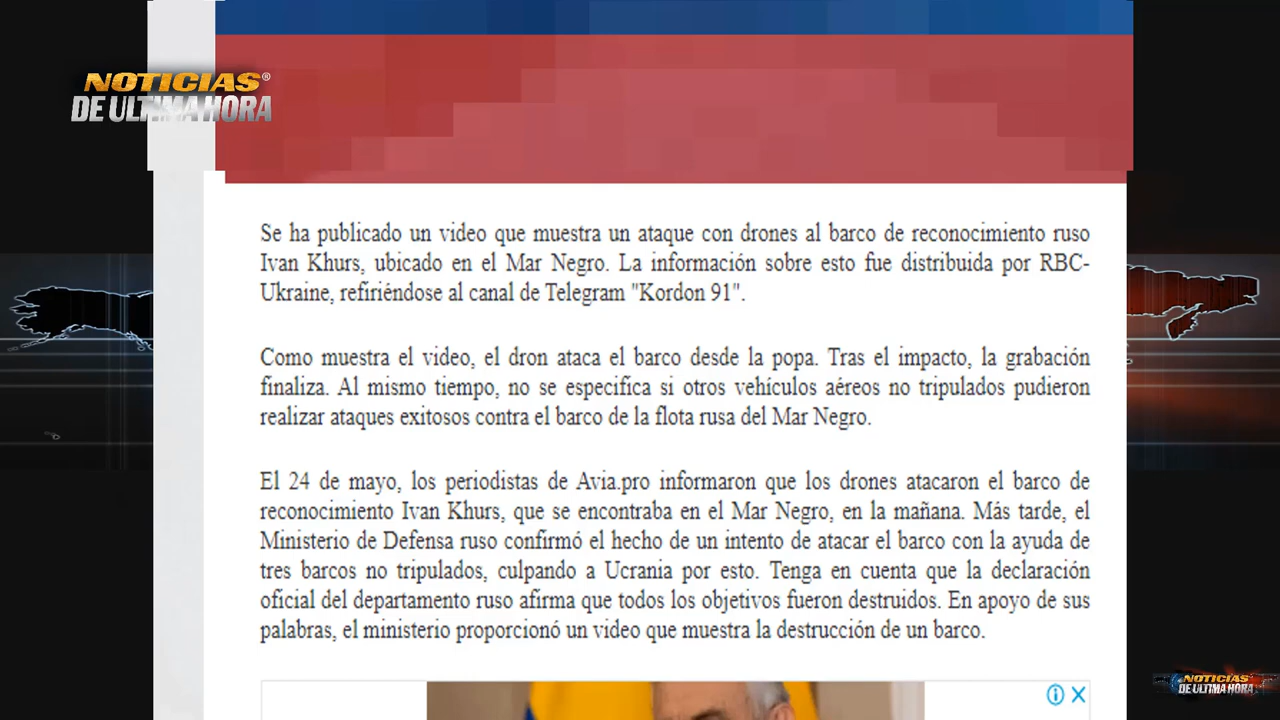 NOTICIAS®
DE ULTIMA HORA
Se ha publicado un video que muestra un ataque con drones al barco de reconocimiento ruso
Ivan Khurs, ubicado en el Mar Negro. La información sobre esto fue distribuida por RBC-
Ukraine, refiriéndose al canal de Telegram "Kordon 91".
Como muestra el video, el dron ataca el barco desde la popa. Tras el impacto, la grabación
finaliza. Al mismo tiempo, no se especifica si otros vehículos aéreos no tripulados pudieron
realizar ataques exitosos contra el barco de la flota rusa del Mar Negro.
El 24 de mayo, los periodistas de Avia.pro informaron que los drones atacaron el barco de
reconocimiento Ivan Khurs, que se encontraba en el Mar Negro, en la mañana. Más tarde, el
Ministerio de Defensa ruso confirmó el hecho de un intento de atacar el barco con la ayuda de
tres barcos no tripulados, culpando a Ucrania por esto. Tenga en cuenta que la declaración
oficial del departamento ruso afirma que todos los objetivos fueron destruidos. En apoyo de sus
palabras, el ministerio proporcionó un video que muestra la destrucción de un barco.
NOTICIAS
DE ULTIMA HORA